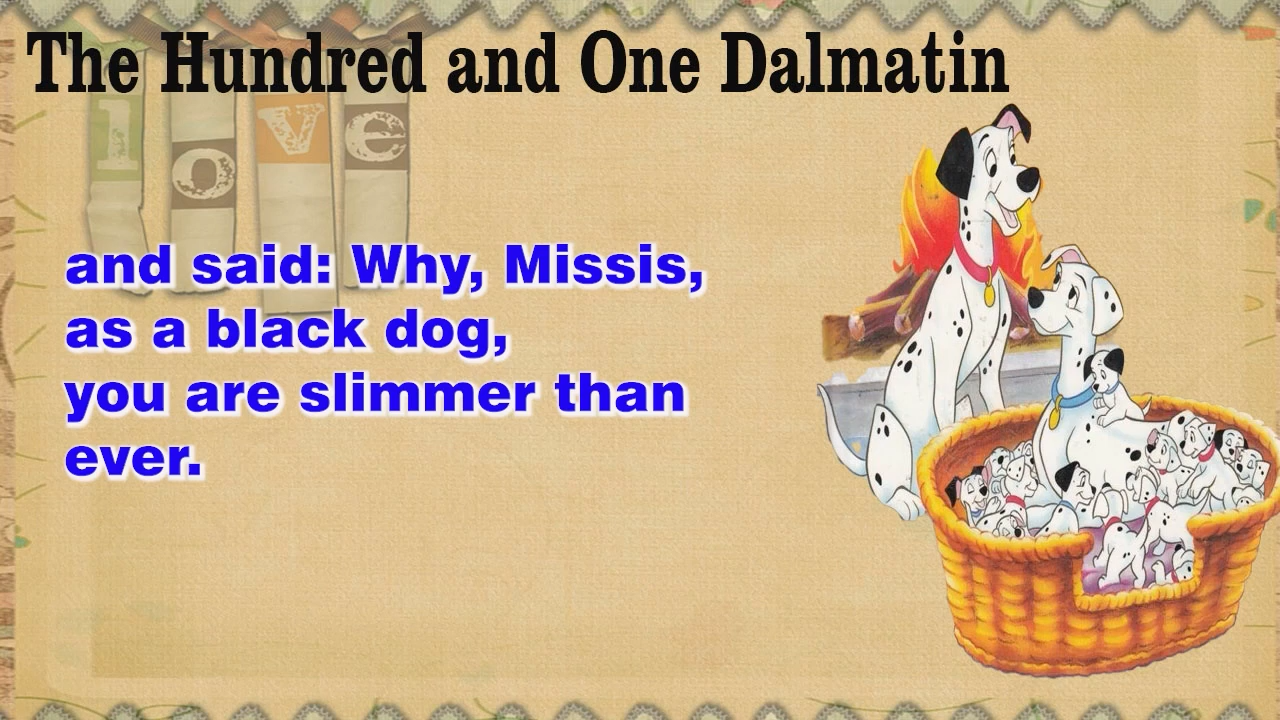 The Hundred and One Dalmatin
love
and said: Why, Missis,
as a black dog,
you are slimmer than
ever.